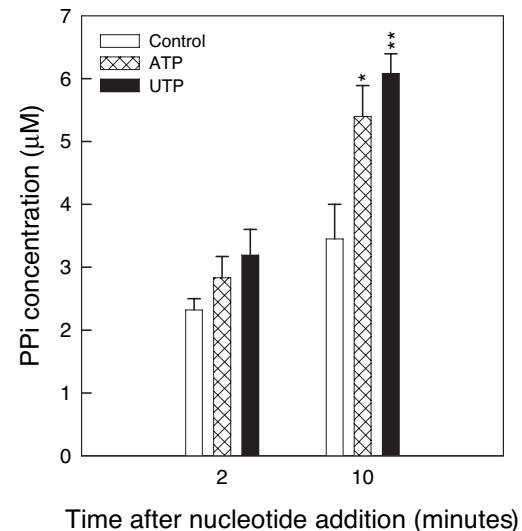 7
Control
ATP
UTP
6
5
4
3
2
1
0
*
**
PPi concentration (μM)
2
10
Time after nucleotide addition (minutes)